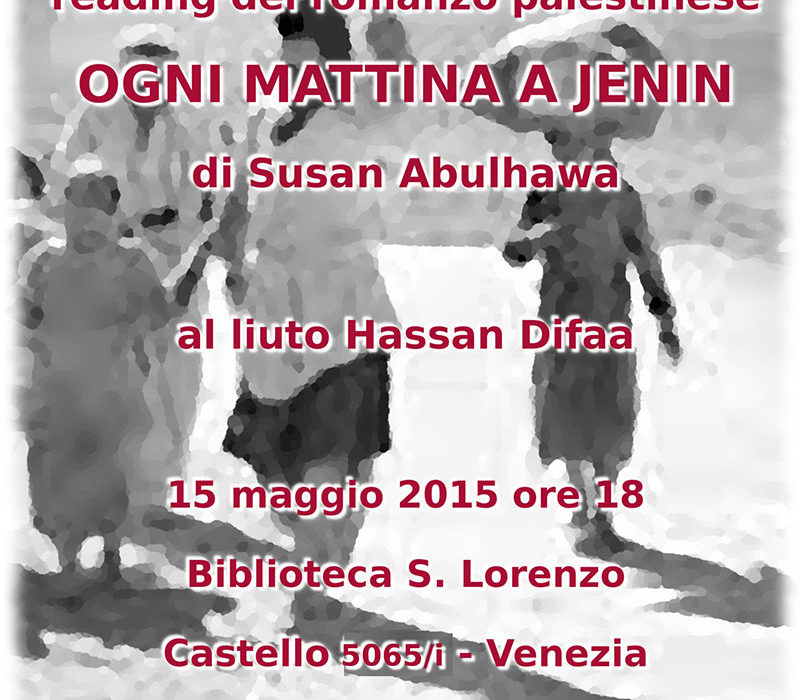 reading del romanzo palestinese
OGNI MATTINA A JENIN
di Susan Abulhawa
al liuto Hassan Difaa
15 maggio 2015 ore 18
Biblioteca S. Lorenzo
Castello 5065/i - Venezia